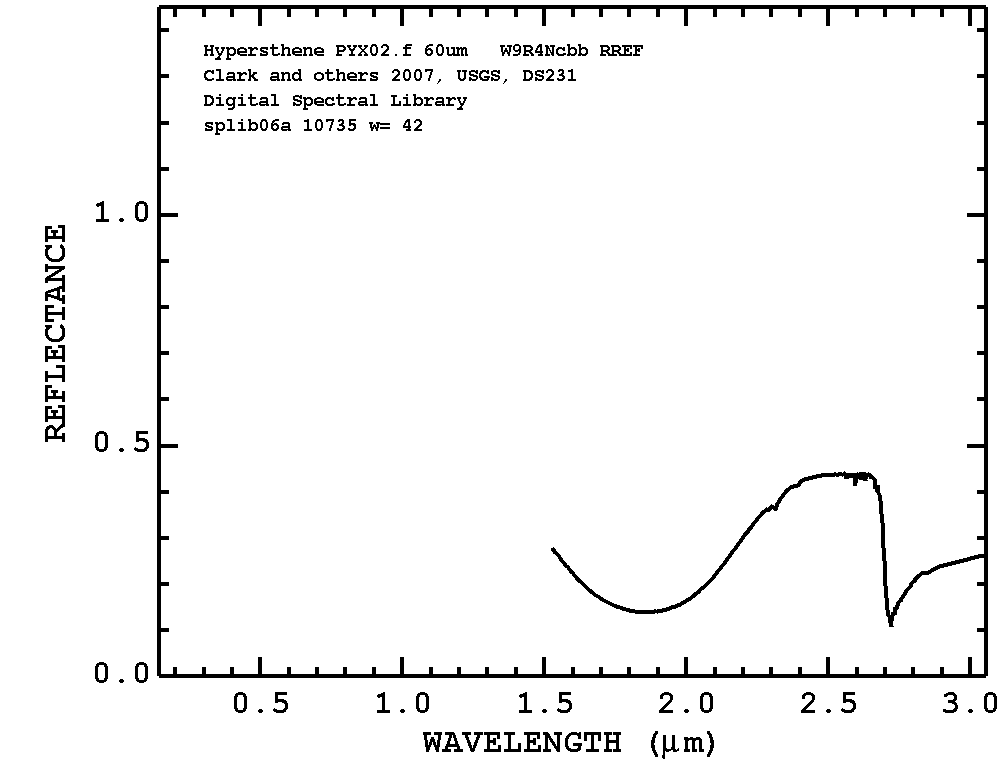 Hypersthene PYX02.f 60um   W9R4Ncbb RREF
Clark and others 2007, USGS, DS231
Digital Spectral Library
splib06a 10735 w= 42
REFLECTANCE
1.0
0.5
0.0
0.5 1.0 1.5 2.0 2.5 3.0
WAVELENGTH (μm)